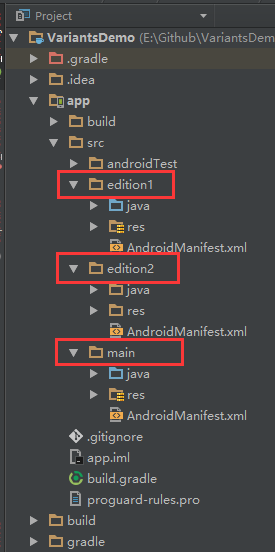 Project
VariantsDemo (E:\Github\VariantsDemo
.gradle
.idea
app
build
src
androidTest
edition1
java
res
AndroidManifest.xml
edition2
java
res
AndroidManifest.xml
main
java
res
AndroidManifest.xml
.gitignore
app.iml
build.gradle
proguard-rules.pro
build
gradle